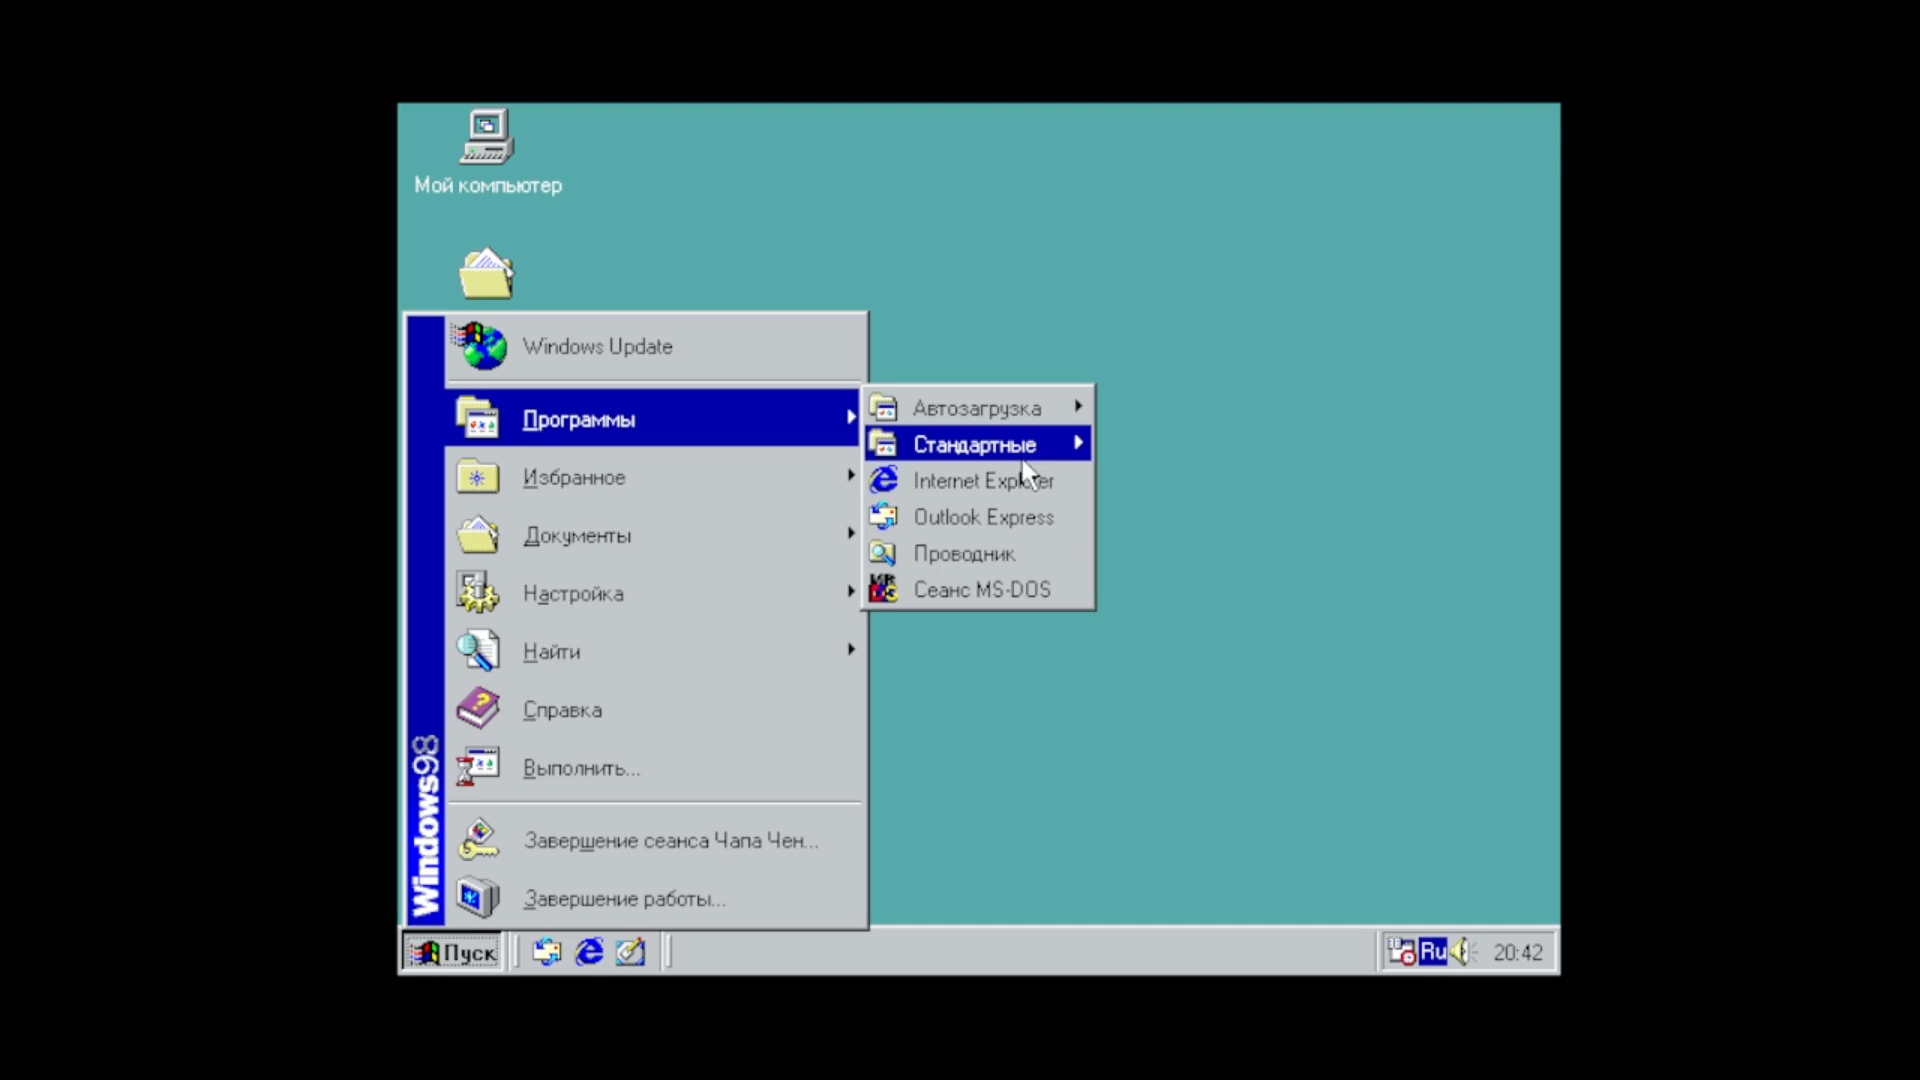 Мой компьютер
Windows Update
Программы
Избранное
Документы
Настройка
Найти
Справка
Выполнить...
Завершение сеанса Чапа Чен...
Завершение работы...
Windows98
Автозагрузка
Стандартные
Internet Explorer
Outlook Express
Проводник
Сеанс MS-DOS
Пуск
Ru
20:42